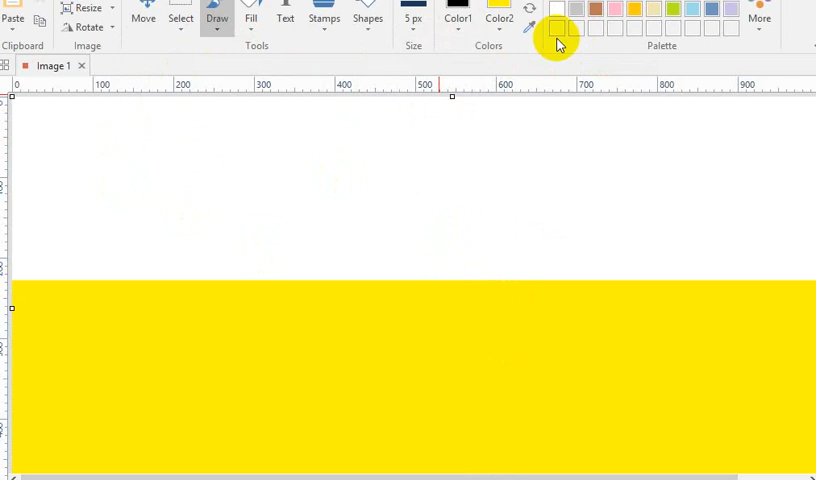 Paste
Resize
Rotate
Clipboard
Image
Move
Select
Draw
Fill
Text
Stamps
Shapes
Tools
5 px
Size
Color1
Color2
Colors
Palette
More
Image 1
0 100 200 300 400 500 600 700 800 900